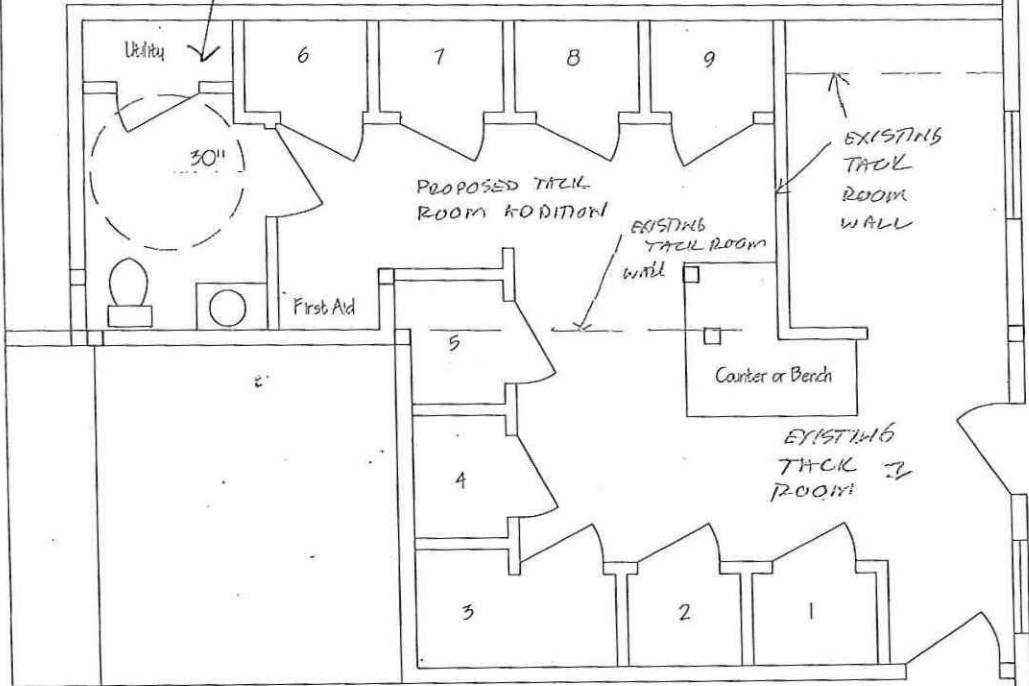 Utility
6
7
8
9
30"
EXISTING
TACK
ROOM
WALL
PROPOSED TACK
ROOM ADDITION
EXISTING
TACK ROOM
WALL
First Aid
5
Counter or Bench
EXISTING
TACK
ROOM
4
3
2
1